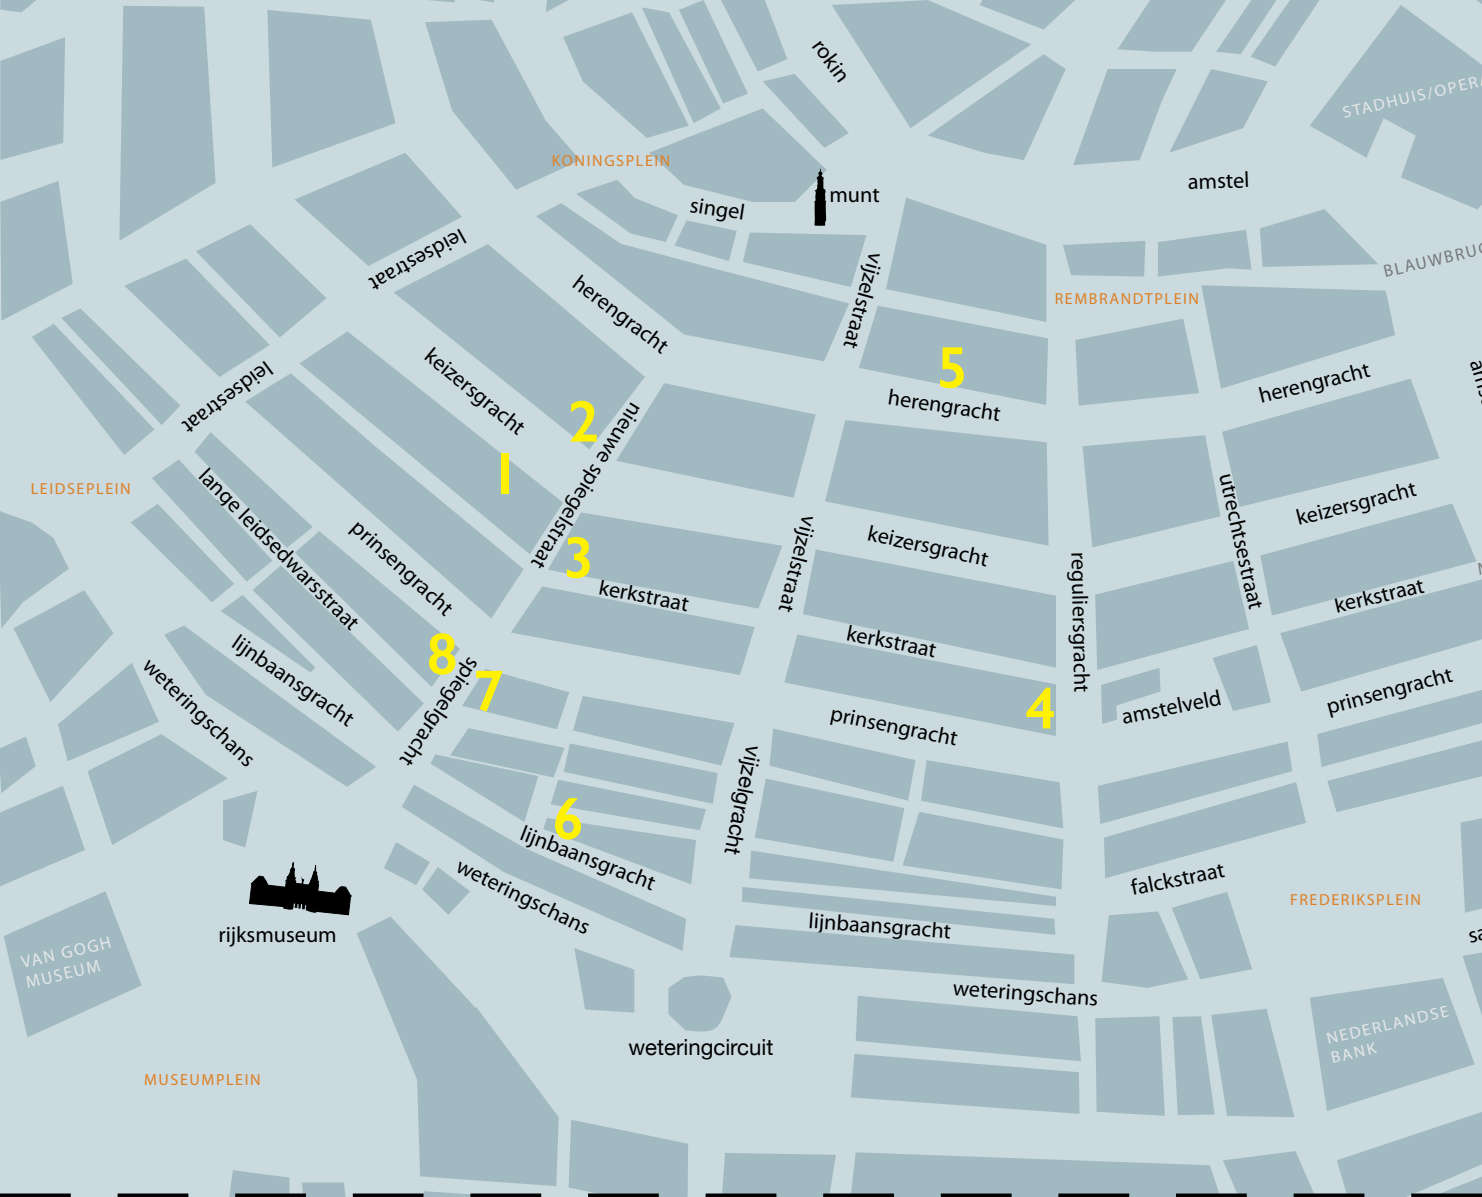 rokin
STADHUIS/OPERA
KONINGSPLEIN
amstel
munt
singel
leidsestraat
BLAUWBRUG
vijzelstraat
REMBRANDTPLEIN
herengracht
keizersgracht
5
herengracht
herengracht
leidsestraat
2
nieuwe spiegelstraat
1
LEIDSEPLEIN
lange leidsedwarsstraat
prinsengracht
utrechtsestraat
keizersgracht
vijzelstraat
keizersgracht
3
kerkstraat
reguliersgracht
kerkstraat
kerkstraat
8
7
spiegelgracht
lijnbaansgracht
weteringschans
4
amstelveld
prinsengracht
prinsengracht
vijzelgracht
6
lijnbaansgracht
weteringschans
falckstraat
FREDERIKSPLEIN
rijksmuseum
lijnbaansgracht
VAN GOGH
MUSEUM
weteringschans
weteringcircuit
NEDERLANDSE
BANK
MUSEUMPLEIN